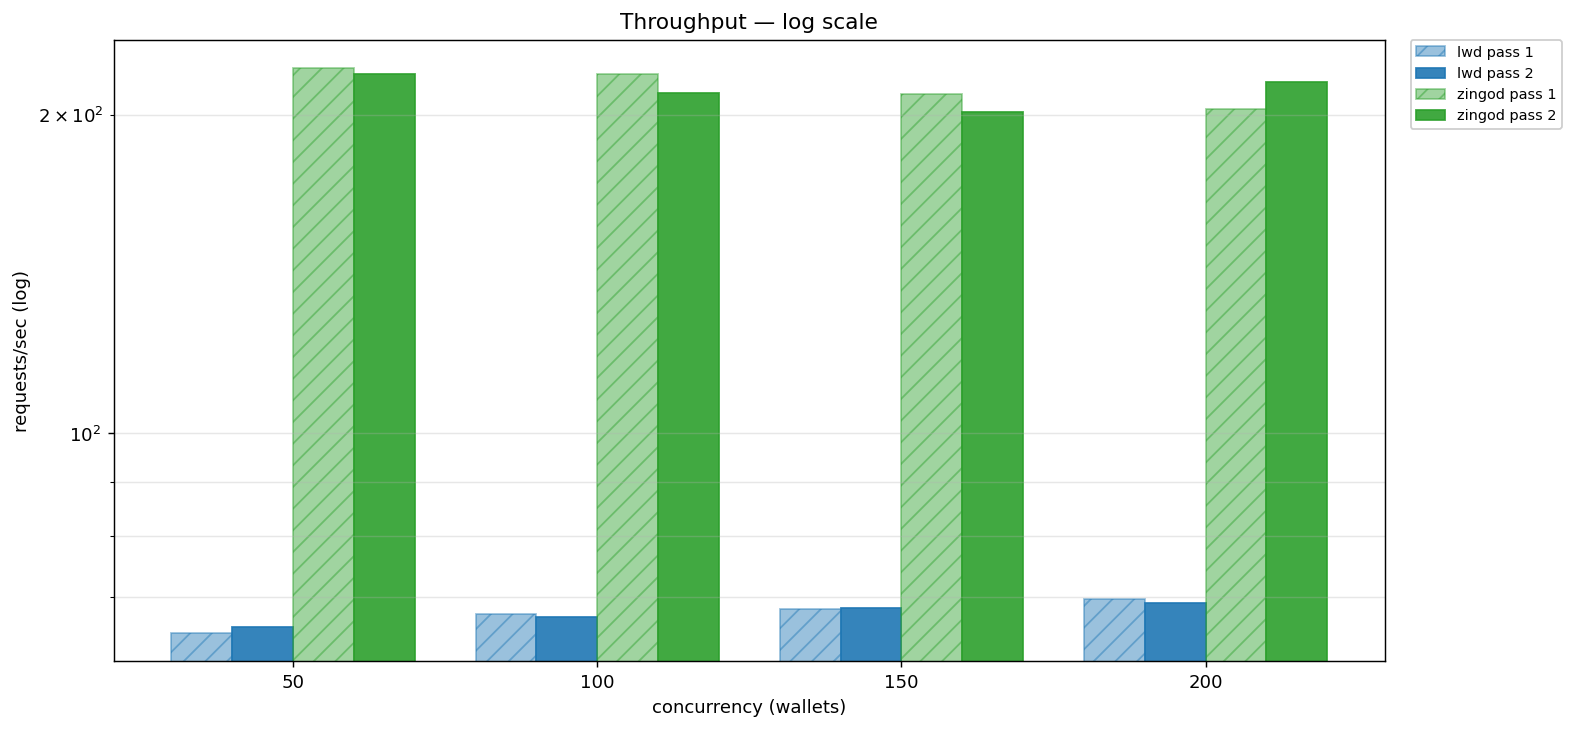 Throughput — log scale
requests/sec (log)
2 × 10²
10²
50 100 150 200
concurrency (wallets)
lwd pass 1
lwd pass 2
zingod pass 1
zingod pass 2